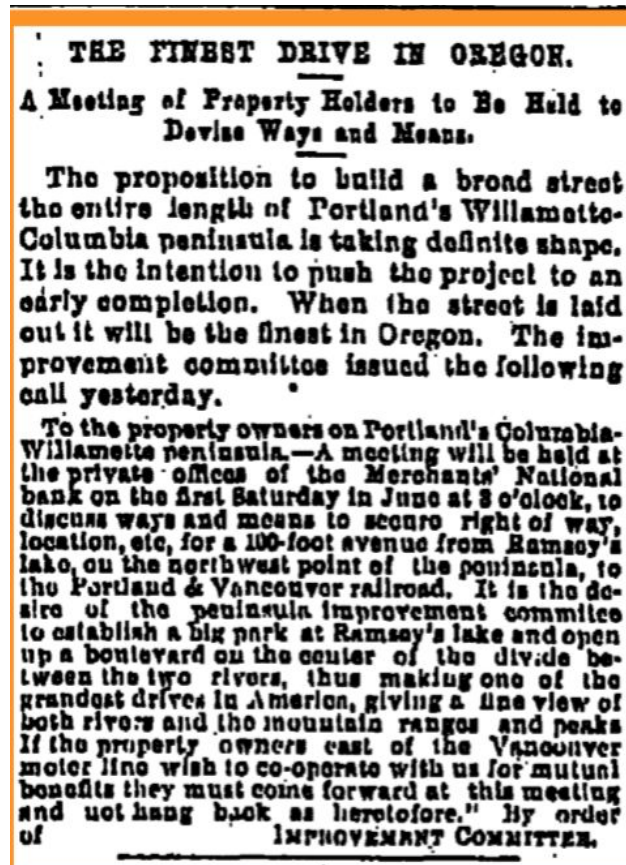 THE FINEST DRIVE IN OREGON.
A Meeting of Property Holders to Be Held to
Devise Ways and Means.
The proposition to build a broad street
the entire length of Portland's Willamette-
Columbia peninsula is taking definite shape.
It is the intention to push the project to an
early completion. When the street is laid
out it will be the finest in Oregon. The im-
provement committee issued the following
call yesterday.
To the property owners on Portland's Columbia-
Willamette peninsula.—A meeting will be held at
the private offices of the Merchants' National
bank on the first Saturday in June at 3 o'clock, to
discuss ways and means to secure right of way,
location, etc, for a 100-foot avenue from Ramsey's
lake, on the northwest point of the peninsula, to
the Portland & Vancouver railroad. It is the de-
sire of the peninsula improvement commitee
to establish a big park at Ramsey's lake and open
up a boulevard on the center of the divide be-
tween the two rivers, thus making one of the
grandest drives in America, giving a fine view of
both rivers and the mountain ranges and peaks
If the property owners east of the Vancouver
motor line wish to co-operate with us for mutual
benefits they must come forward at this meeting
and not hang back as heretofore." By order
of IMPROVEMANT COMMITTEE.